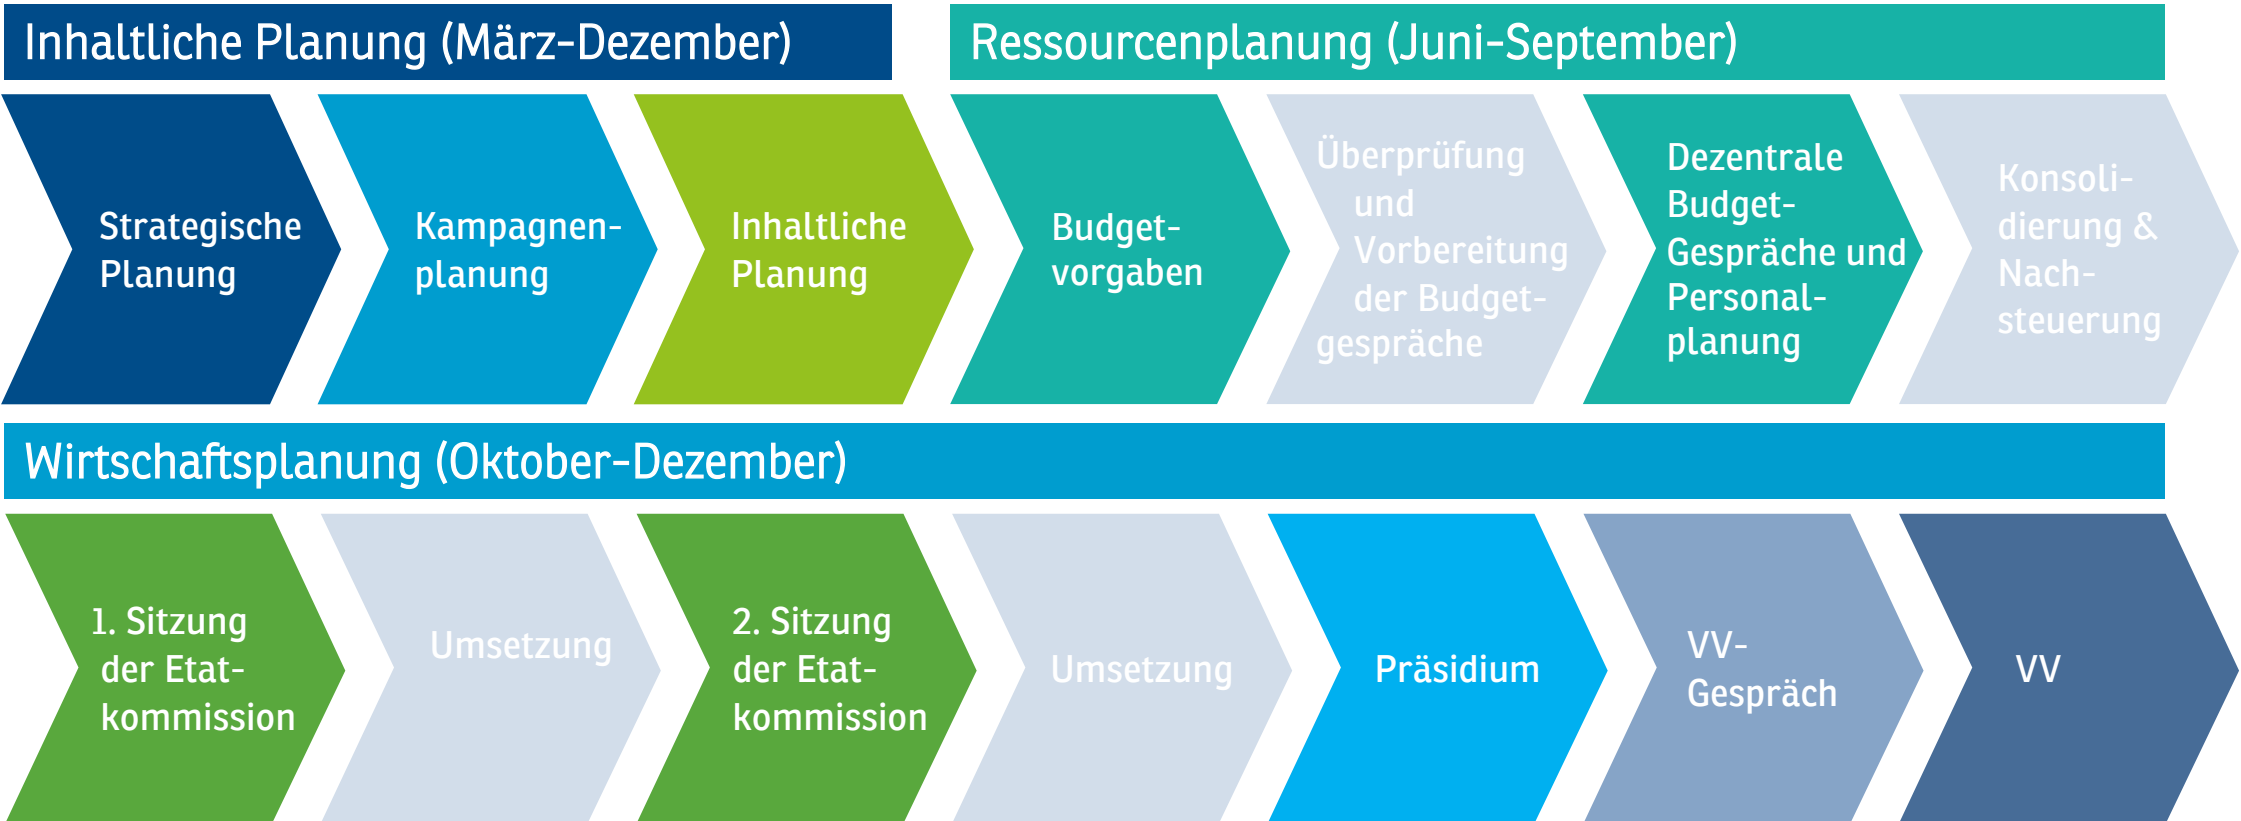 Inhaltliche Planung (März-Dezember)
Ressourcenplanung (Juni-September)
Strategische
Planung
Kampagnen-
planung
Inhaltliche
Planung
Budget-
vorgaben
Überprüfung
und
Vorbereitung
der Budget-
gespräche
Dezentrale
Budget-
Gespräche und
Personal-
planung
Konsoli-
dierung &
Nach-
steuerung
Wirtschaftsplanung (Oktober-Dezember)
1. Sitzung
der Etat-
kommission
Umsetzung
2. Sitzung
der Etat-
kommission
Umsetzung
Präsidium
VV-
Gespräch
VV